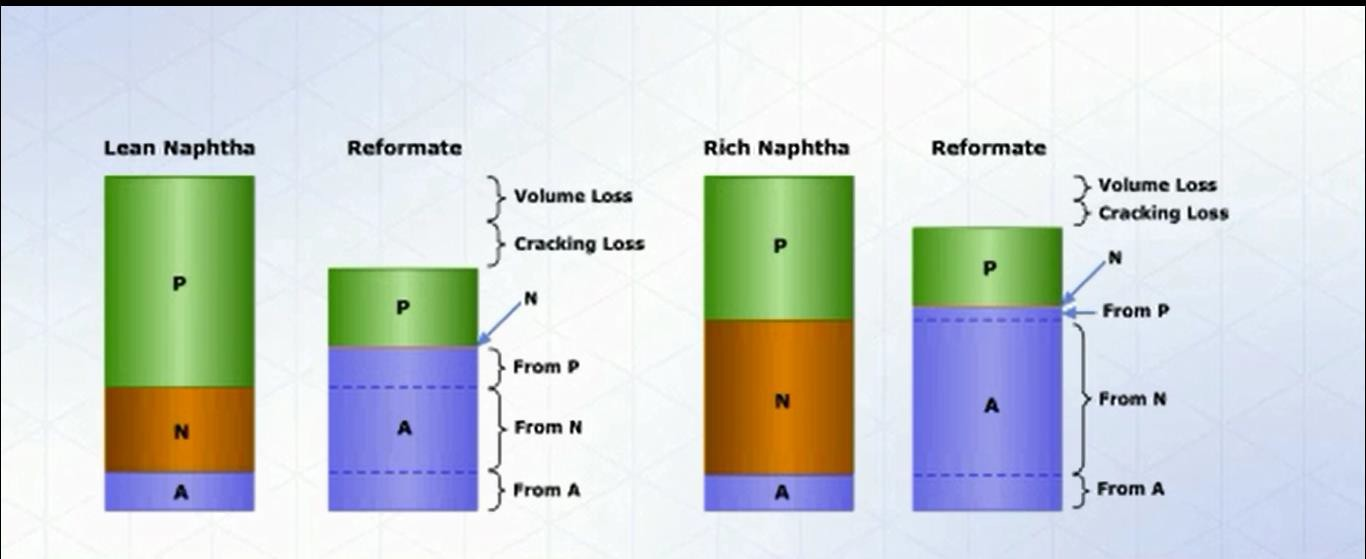 Lean Naphtha
Reformate
Rich Naphtha
Reformate
P
N
A
P
N
A
Volume Loss
Cracking Loss
From P
From N
From A
P
N
A
P
N
A
Volume Loss
Cracking Loss
From P
From N
From A